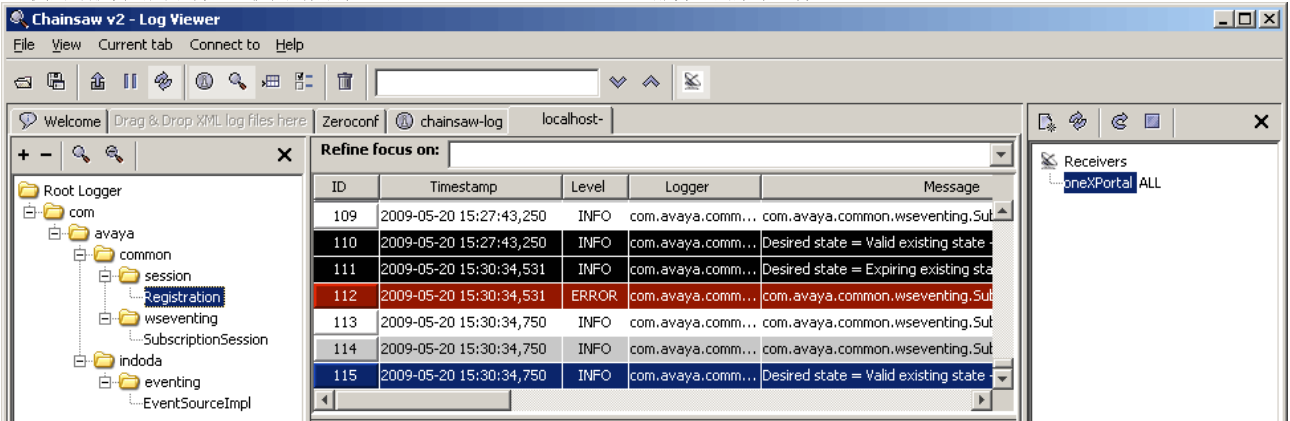 Chainsaw v2 - Log Viewer
File View Current tab Connect to Help
Welcome Drag & Drop XML log files here Zeroconf chainsaw-log localhost-
Refine focus on:
Root Logger
com
avaya
common
session
Registration
wseventing
SubscriptionSession
indoda
eventing
EventSourceImpl
ID Timestamp Level Logger Message
109 2009-05-20 15:27:43,250 INFO com.avaya.comm... com.avaya.common.wseventing.Sub
110 2009-05-20 15:27:43,250 INFO com.avaya.comm... Desired state = Valid existing state -
111 2009-05-20 15:30:34,531 INFO com.avaya.comm... Desired state = Expiring existing sta
112 2009-05-20 15:30:34,531 ERROR com.avaya.comm... com.avaya.common.wseventing.Sub
113 2009-05-20 15:30:34,750 INFO com.avaya.comm... com.avaya.common.wseventing.Sub
114 2009-05-20 15:30:34,750 INFO com.avaya.comm... com.avaya.common.wseventing.Sub
115 2009-05-20 15:30:34,750 INFO com.avaya.comm... Desired state = Valid existing state -
Receivers
oneXPortal ALL